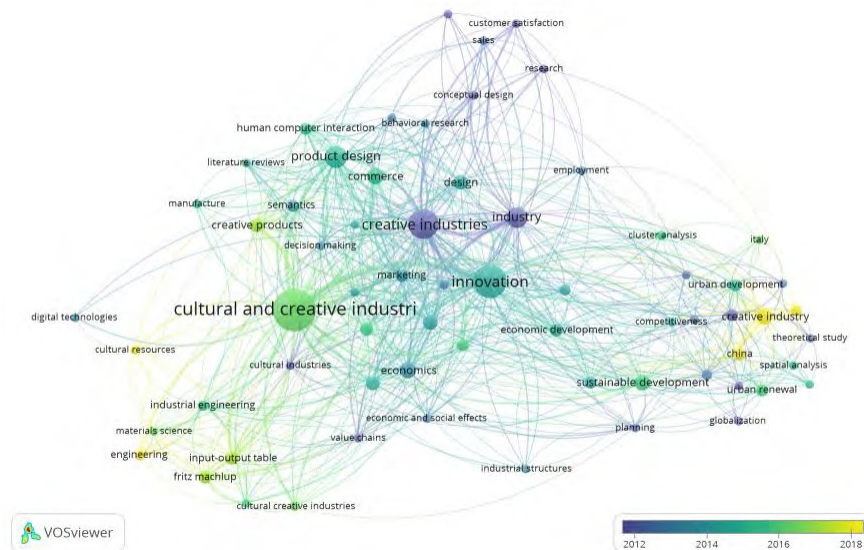 customer satisfaction
sales
research
conceptual design
behavioral research
human computer interaction
product design
literature reviews
commerce
design
employment
manufacture
semantics
creative products
creative industries
industry
decision making
cluster analysis
italy
marketing
innovation
urban development
cultural and creative industri
digital technologies
competitiveness
creative industry
economic development
theoretical study
cultural resources
china
cultural industries
economics
spatial analysis
sustainable development
urban renewal
industrial engineering
economic and social effects
materials science
value chains
planning
globalization
engineering
input-output table
fritz machlup
industrial structures
cultural creative industries
VOSviewer
2012 2014 2016 2018